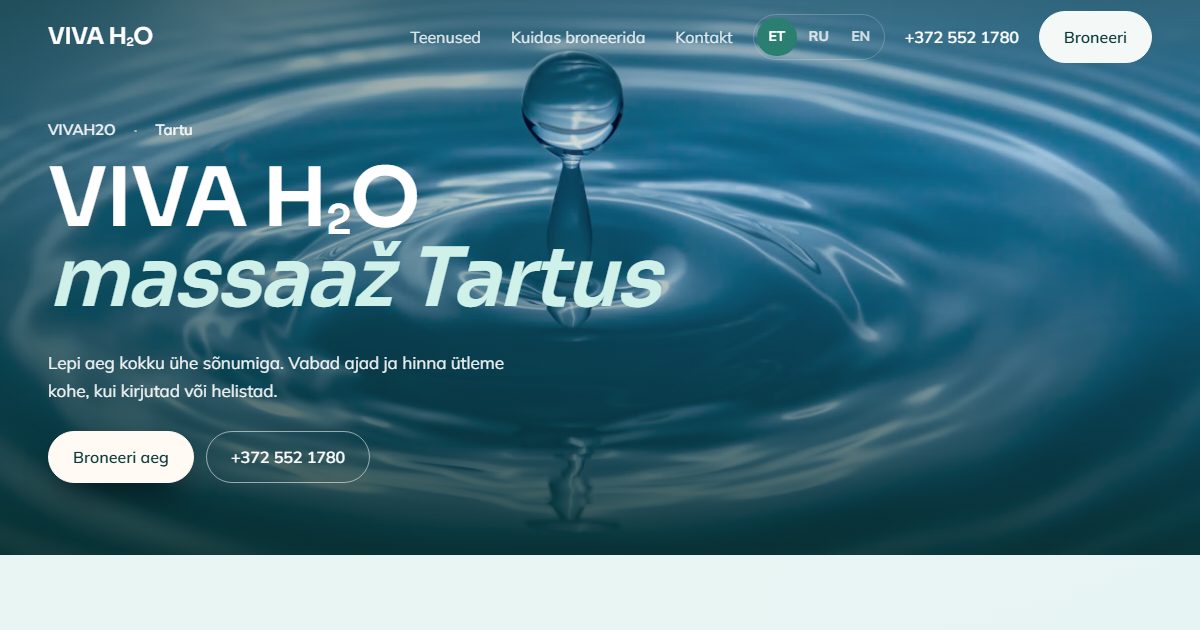 VIVA H₂O
Teenused
Kuidas broneerida
Kontakt
ET
RU
EN
+372 552 1780
Broneeri
VIVAH2O · Tartu
VIVA H₂O
massaaž Tartus
Lepi aeg kokku ühe sõnumiga. Vabad ajad ja hinna ütleme
kohe, kui kirjutad või helistad.
Broneeri aeg
+372 552 1780